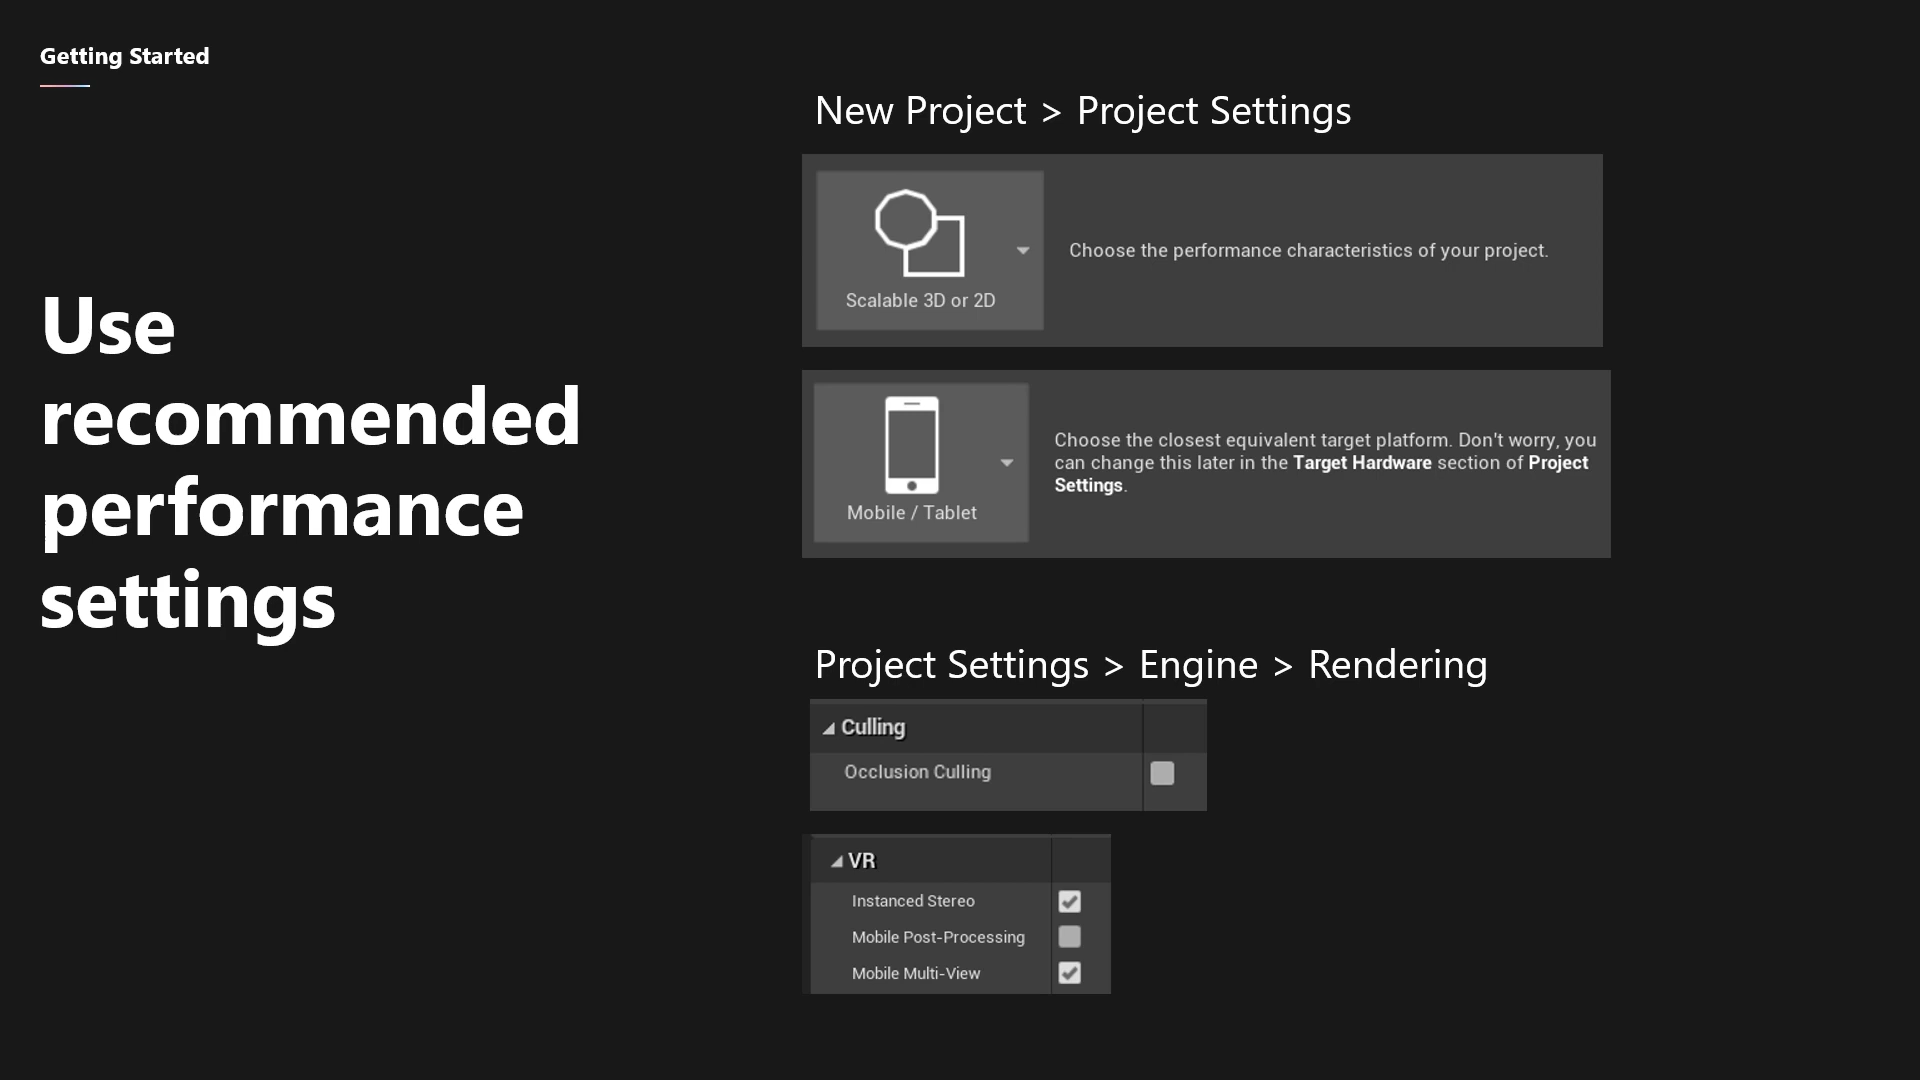 Getting Started
Use
recommended
performance
settings
New Project > Project Settings
Scalable 3D or 2D
Choose the performance characteristics of your project.
Mobile / Tablet
Choose the closest equivalent target platform. Don't worry, you
can change this later in the Target Hardware section of Project
Settings.
Project Settings > Engine > Rendering
Culling
Occlusion Culling
VR
Instanced Stereo
Mobile Post-Processing
Mobile Multi-View